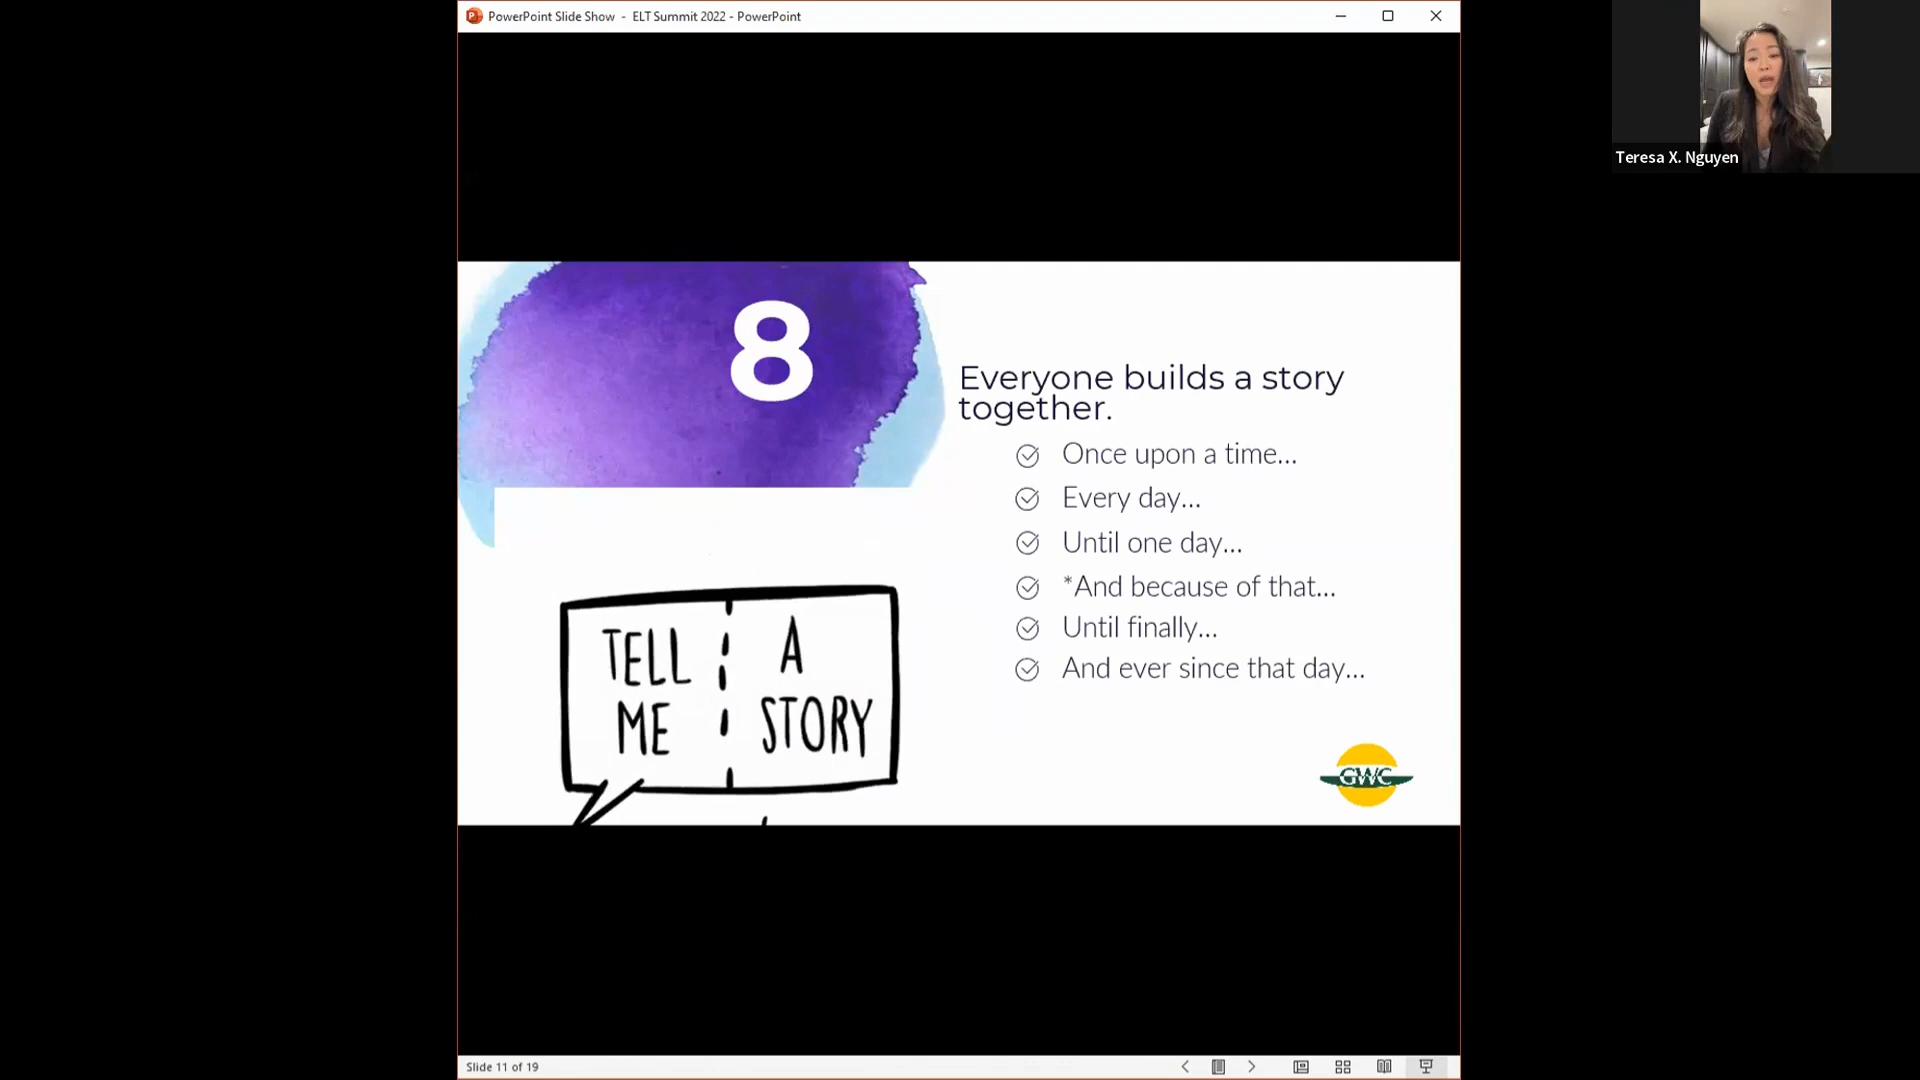 PowerPoint Slide Show - ELT Summit 2022 - PowerPoint
Teresa X. Nguyen
8
Everyone builds a story
together.
Once upon a time...
Every day...
Until one day...
*And because of that...
Until finally...
And ever since that day...
TELL A
ME STORY
GWC
Slide 11 of 19